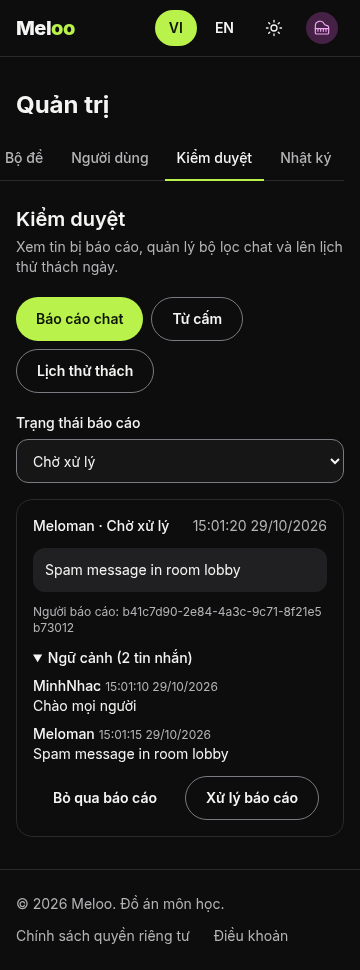 Meloo
VI
EN
Quản trị
Bộ đề
Người dùng
Kiểm duyệt
Nhật ký
Kiểm duyệt
Xem tin bị báo cáo, quản lý bộ lọc chat và lên lịch
thử thách ngày.
Báo cáo chat
Từ cấm
Lịch thử thách
Trạng thái báo cáo
Chờ xử lý
Meloman · Chờ xử lý
15:01:20 29/10/2026
Spam message in room lobby
Người báo cáo: b41c7d90-2e84-4a3c-9c71-8f21e5
b73012
Ngữ cảnh (2 tin nhắn)
MinhNhac 15:01:10 29/10/2026
Chào mọi người
Meloman 15:01:15 29/10/2026
Spam message in room lobby
Bỏ qua báo cáo
Xử lý báo cáo
© 2026 Meloo. Đồ án môn học.
Chính sách quyền riêng tư
Điều khoản